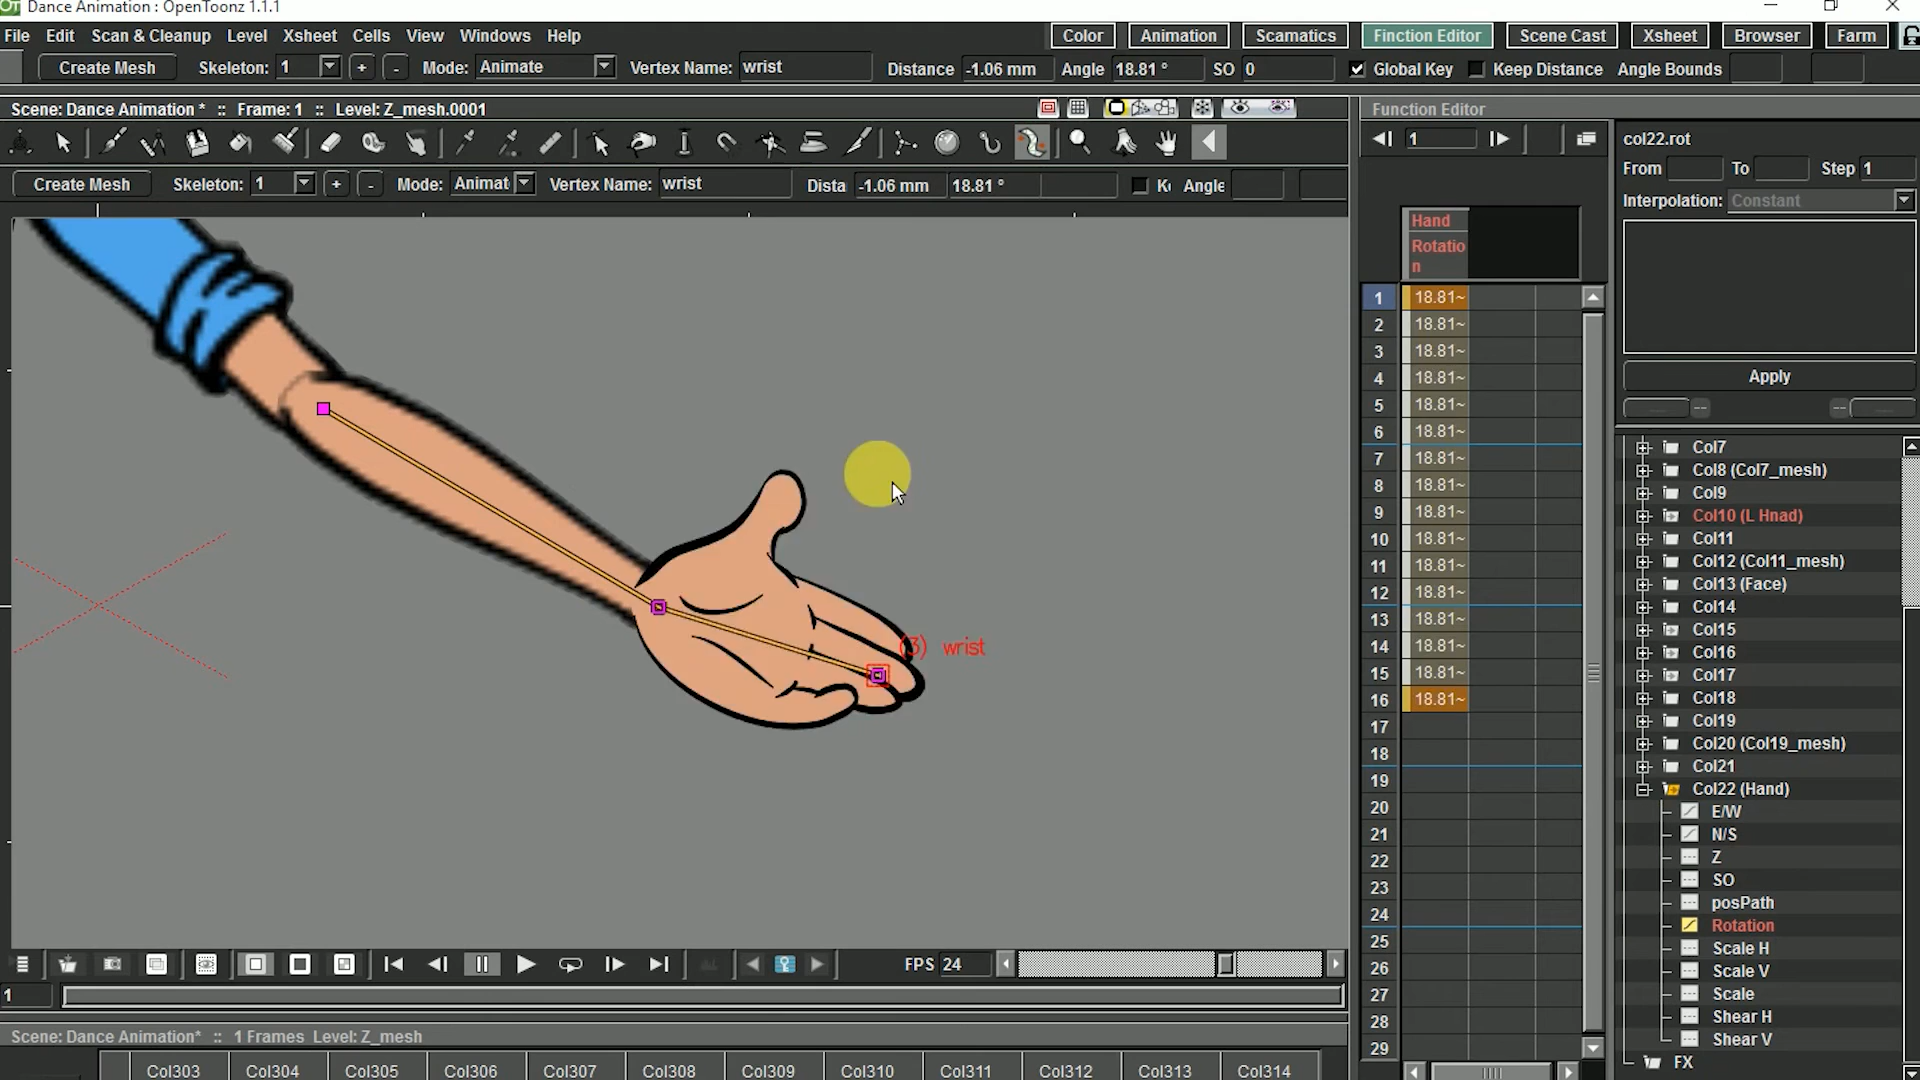 Dance Animation : OpenToonz 1.1.1
File Edit Scan & Cleanup Level Xsheet Cells View Windows Help
Color Animation Scamatics Finction Editor Scene Cast Xsheet Browser Farm
Create Mesh Skeleton: 1 + - Mode: Animate Vertex Name: wrist Distance -1.06 mm Angle 18.81 ° SO 0 Global Key Keep Distance Angle Bounds
Scene: Dance Animation * :: Frame: 1 :: Level: Z_mesh.0001
Create Mesh Skeleton: 1 + - Mode: Animat Vertex Name: wrist Dista -1.06 mm 18.81 ° Angle
(3) wrist
FPS 24
1
Scene: Dance Animation* :: 1 Frames Level: Z_mesh
Col303 Col304 Col305 Col306 Col307 Col308 Col309 Col310 Col311 Col312 Col313 Col314
Function Editor
1
Hand
Rotatio
n
1 18.81~
2 18.81~
3 18.81~
4 18.81~
5 18.81~
6 18.81~
7 18.81~
8 18.81~
9 18.81~
10 18.81~
11 18.81~
12 18.81~
13 18.81~
14 18.81~
15 18.81~
16 18.81~
17
18
19
20
21
22
23
24
25
26
27
28
29
col22.rot
From To Step 1
Interpolation: Constant
Apply
Col7
Col8 (Col7_mesh)
Col9
Col10 (L Hnad)
Col11
Col12 (Col11_mesh)
Col13 (Face)
Col14
Col15
Col16
Col17
Col18
Col19
Col20 (Col19_mesh)
Col21
Col22 (Hand)
E/W
N/S
Z
SO
posPath
Rotation
Scale H
Scale V
Scale
Shear H
Shear V
FX